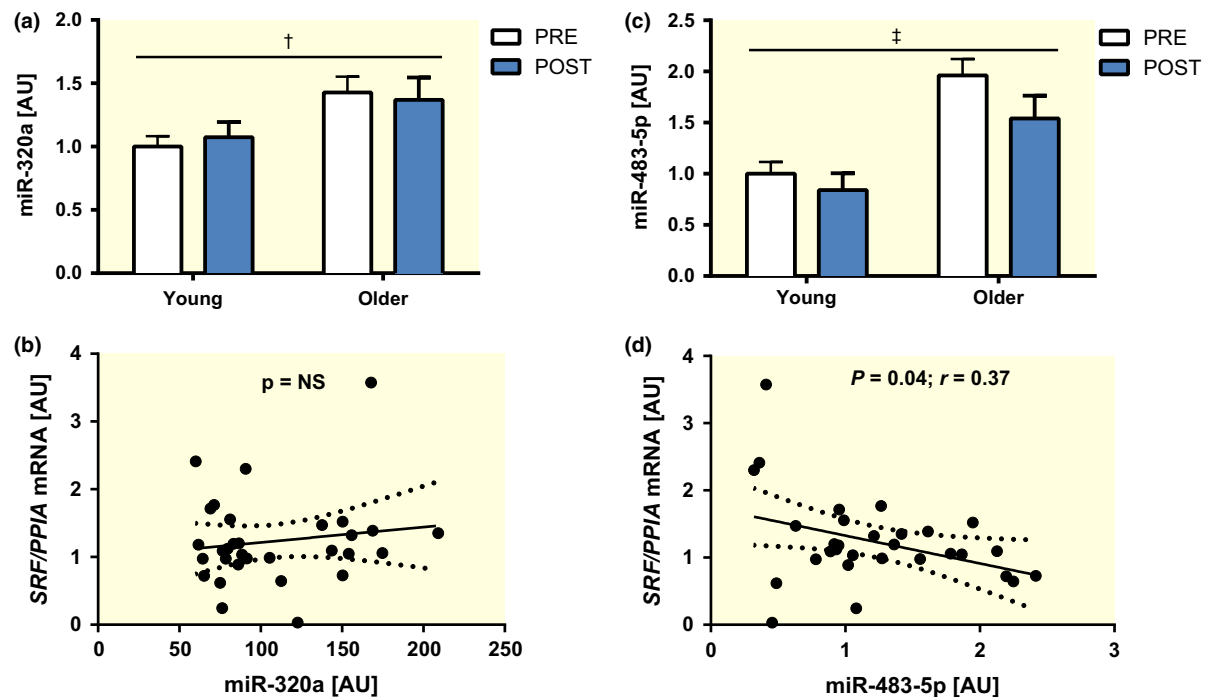 (a)
2.0
1.5
1.0
0.5
0.0
miR-320a [AU]
†
PRE
POST
Young Older
(c)
2.5
2.0
1.5
1.0
0.5
0.0
miR-483-5p [AU]
‡
PRE
POST
Young Older
(b)
4
3
2
1
0
SRF/PPIA mRNA [AU]
p = NS
0 50 100 150 200 250
miR-320a [AU]
(d)
4
3
2
1
0
SRF/PPIA mRNA [AU]
P = 0.04; r = 0.37
0 1 2 3
miR-483-5p [AU]